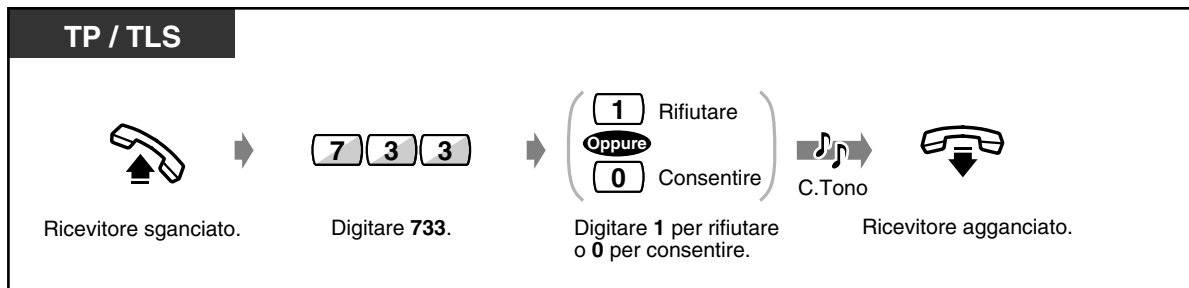 TP / TLS
7 3 3
1 Rifiutare
Oppure
0 Consentire
C.Tono
Ricevitore sganciato.
Digitare 733.
Digitare 1 per rifiutare
o 0 per consentire.
Ricevitore agganciato.